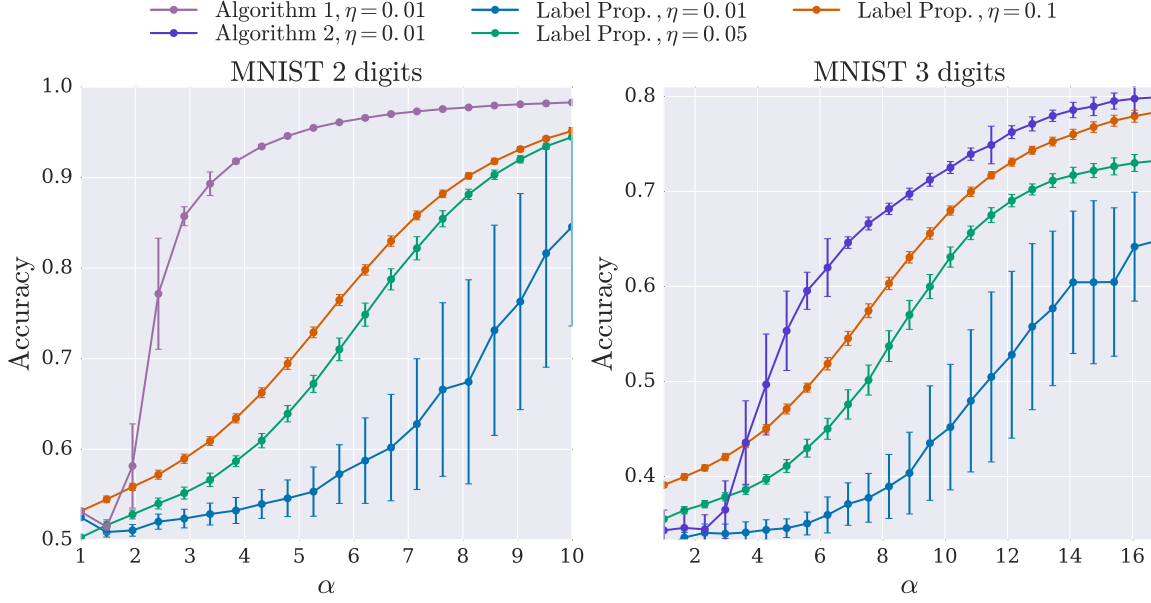 Algorithm 1, η = 0.01
Label Prop., η = 0.01
Label Prop., η = 0.1
Algorithm 2, η = 0.01
Label Prop., η = 0.05
MNIST 2 digits
MNIST 3 digits
1.0
0.9
0.8
0.7
0.6
0.5
Accuracy
1 2 3 4 5 6 7 8 9 10
α
0.8
0.7
0.6
0.5
0.4
Accuracy
2 4 6 8 10 12 14 16
α